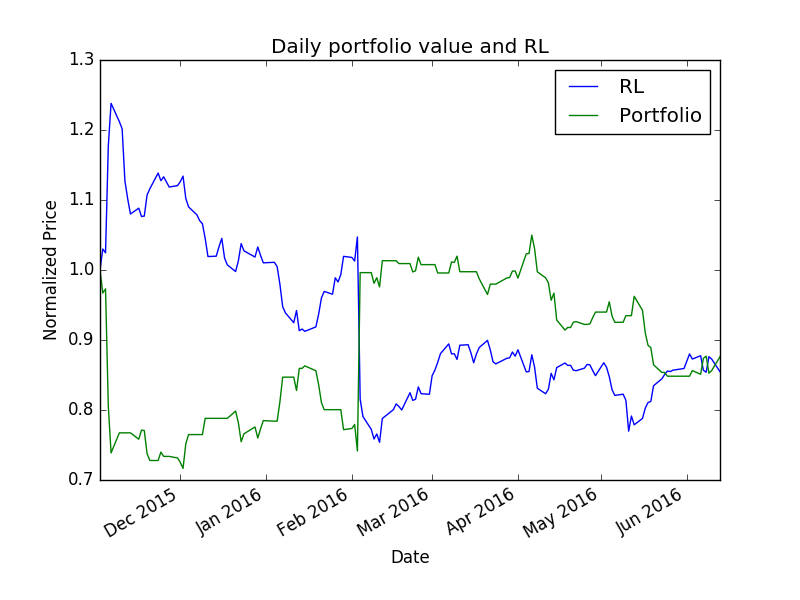 Daily portfolio value and RL
1.3
1.2
1.1
1.0
0.9
0.8
0.7
Normalized Price
RL
Portfolio
Dec 2015
Jan 2016
Feb 2016
Mar 2016
Apr 2016
May 2016
Jun 2016
Date